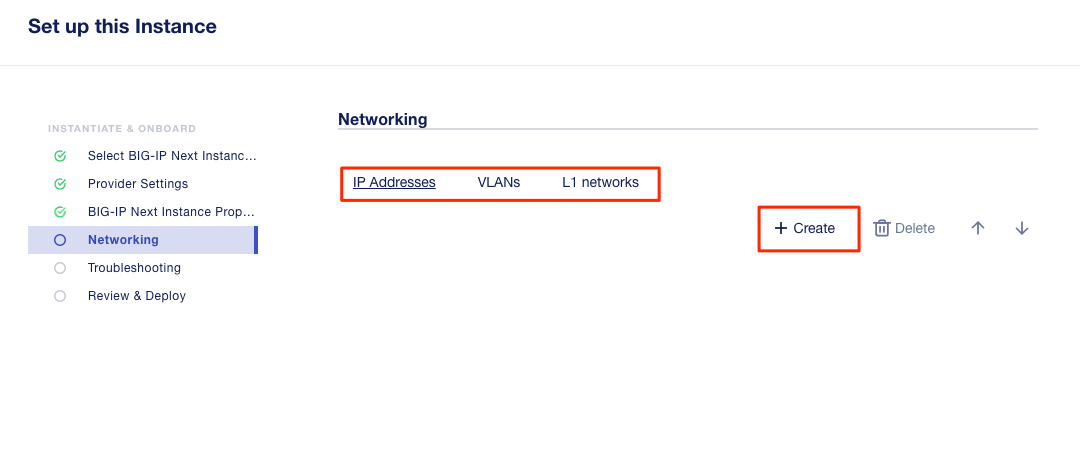 Set up this Instance
INSTANTIATE & ONBOARD
Select BIG-IP Next Instanc...
Provider Settings
BIG-IP Next Instance Prop...
Networking
Troubleshooting
Review & Deploy
Networking
IP Addresses VLANs L1 networks
+ Create Delete ↑ ↓